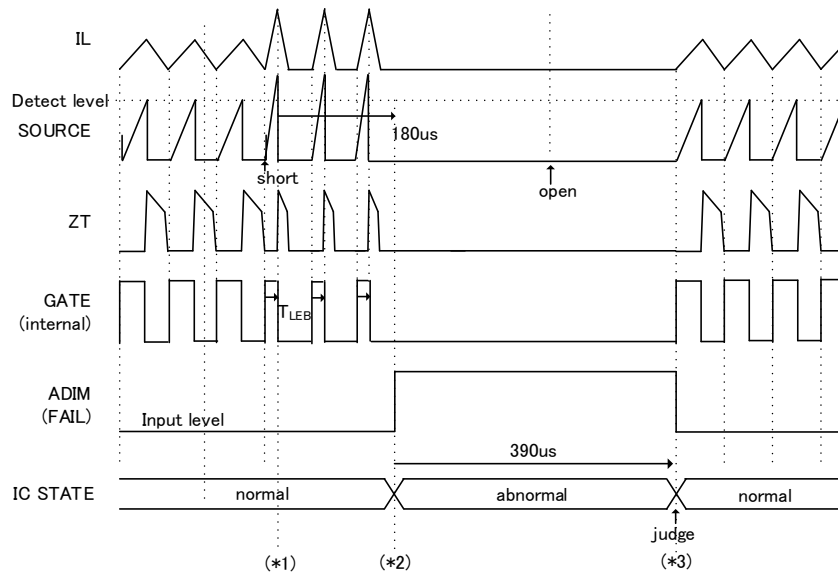 IL
Detect level
SOURCE
180us
short
open
ZT
GATE
(internal)
TLEB
ADIM
(FAIL)
Input level
390us
IC STATE
normal
abnormal
normal
judge
(*1)
(*2)
(*3)